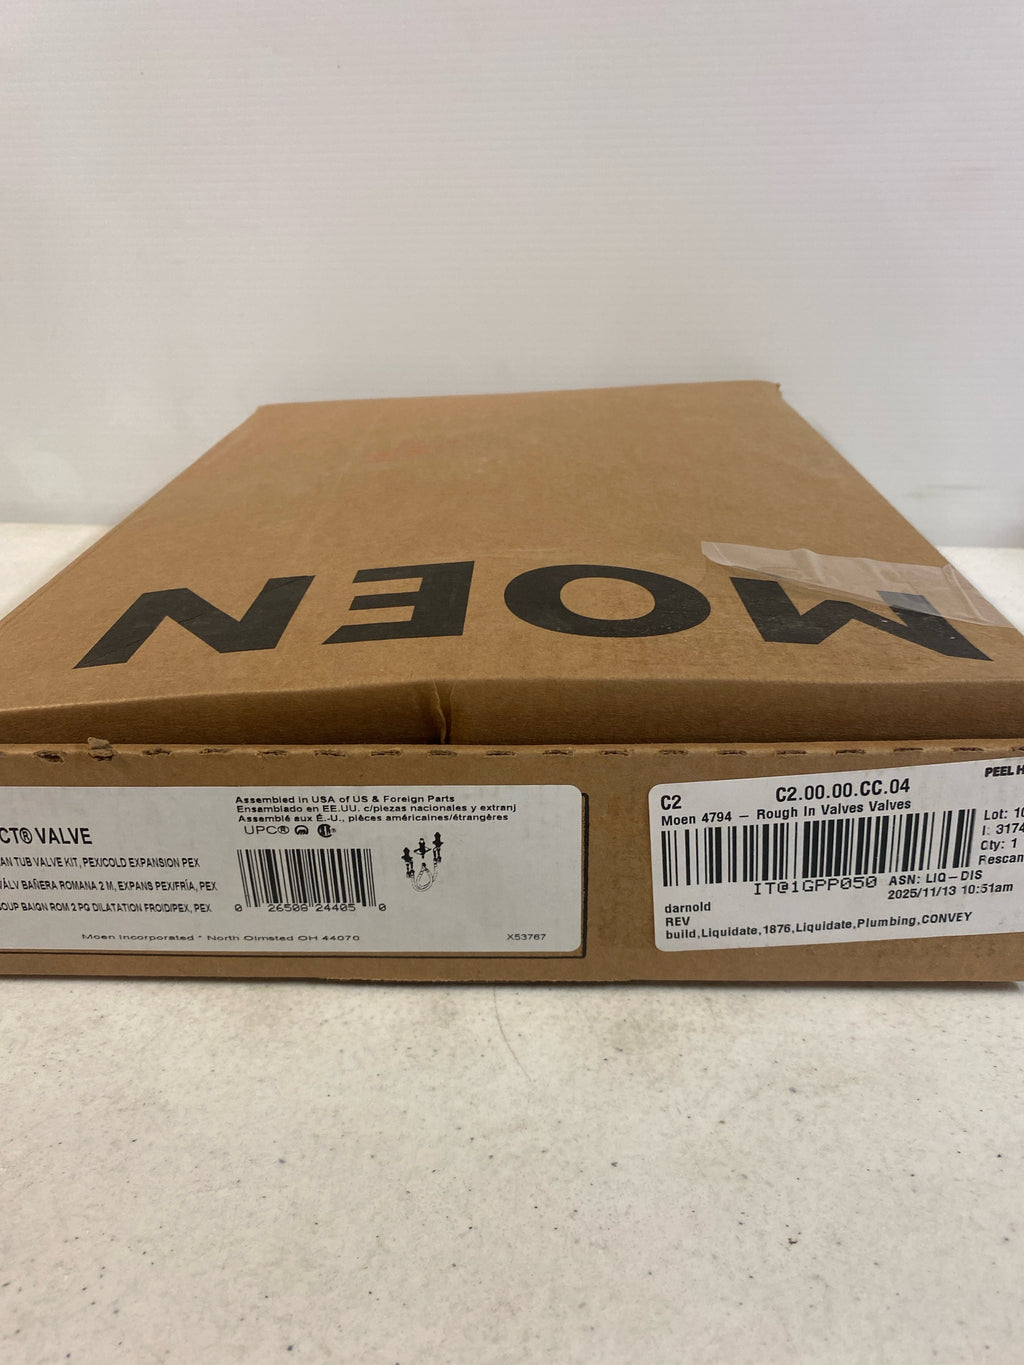 MOEN
CT® VALVE
AN TUB VALVE KIT, PEX/COLD EXPANSION PEX
VÁLV BAÑERA ROMANA 2 M, EXPANS PEX/FRÍA, PEX
SOUP BAIGN ROM 2 PG DILATATION FROID/PEX, PEX
Assembled in USA of US & Foreign Parts
Ensamblado en EE.UU. c/piezas nacionales y extranj
Assemblé aux É.-U., pièces américaines/étrangères
UPC®
0 26508 24405 0
Moen Incorporated * North Olmsted OH 44070
X53767
PEEL H
C2 C2.00.00.CC.04
Moen 4794 – Rough In Valves Valves
Lot: 10
I: 3174
Qty: 1
Rescan
IT@1GPP050 ASN: LIQ-DIS
2025/11/13 10:51am
darnold
REV
build,Liquidate,1876,Liquidate,Plumbing,CONVEY